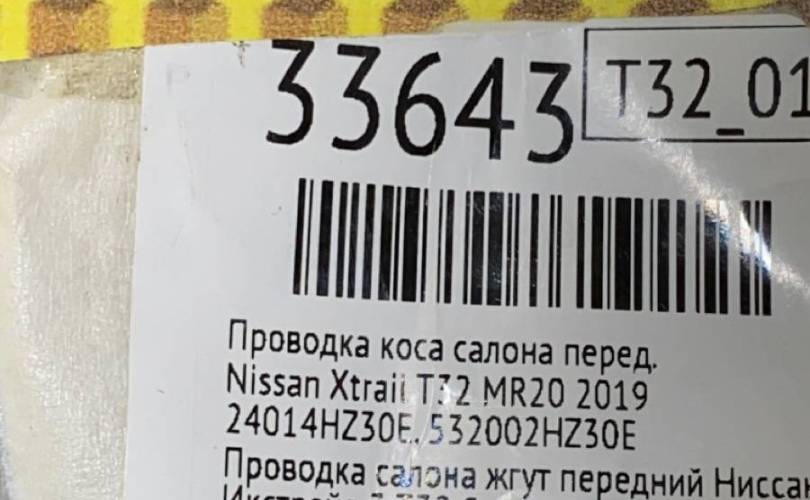 33643
T32_01
Проводка коса салона перед.
Nissan Xtrail T32 MR20 2019
24014HZ30E, 532002HZ30E
Проводка салона жгут передний Ниссан